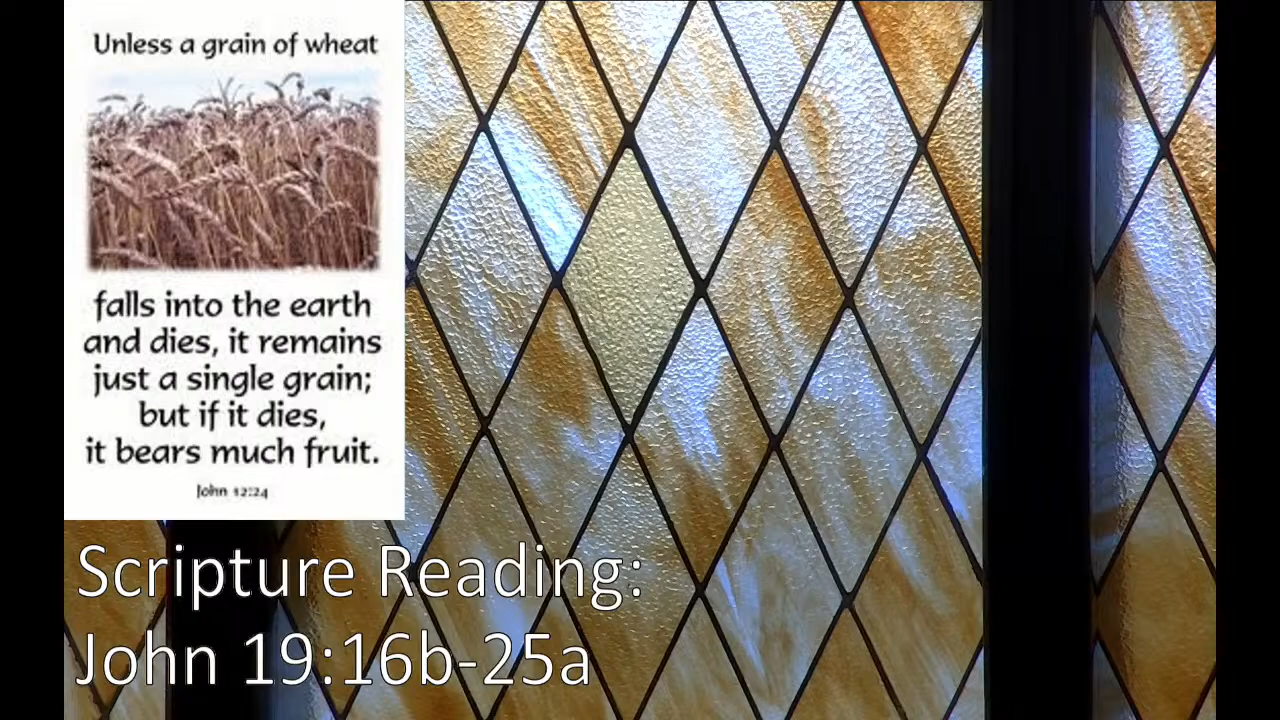 Unless a grain of wheat
falls into the earth
and dies, it remains
just a single grain;
but if it dies,
it bears much fruit.
John 12:24
Scripture Reading:
John 19:16b-25a